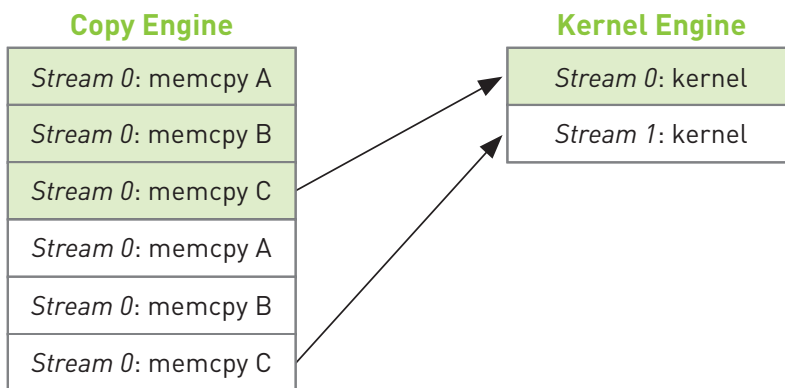 Copy Engine
Stream 0: memcpy A
Stream 0: memcpy B
Stream 0: memcpy C
Stream 0: memcpy A
Stream 0: memcpy B
Stream 0: memcpy C
Kernel Engine
Stream 0: kernel
Stream 1: kernel